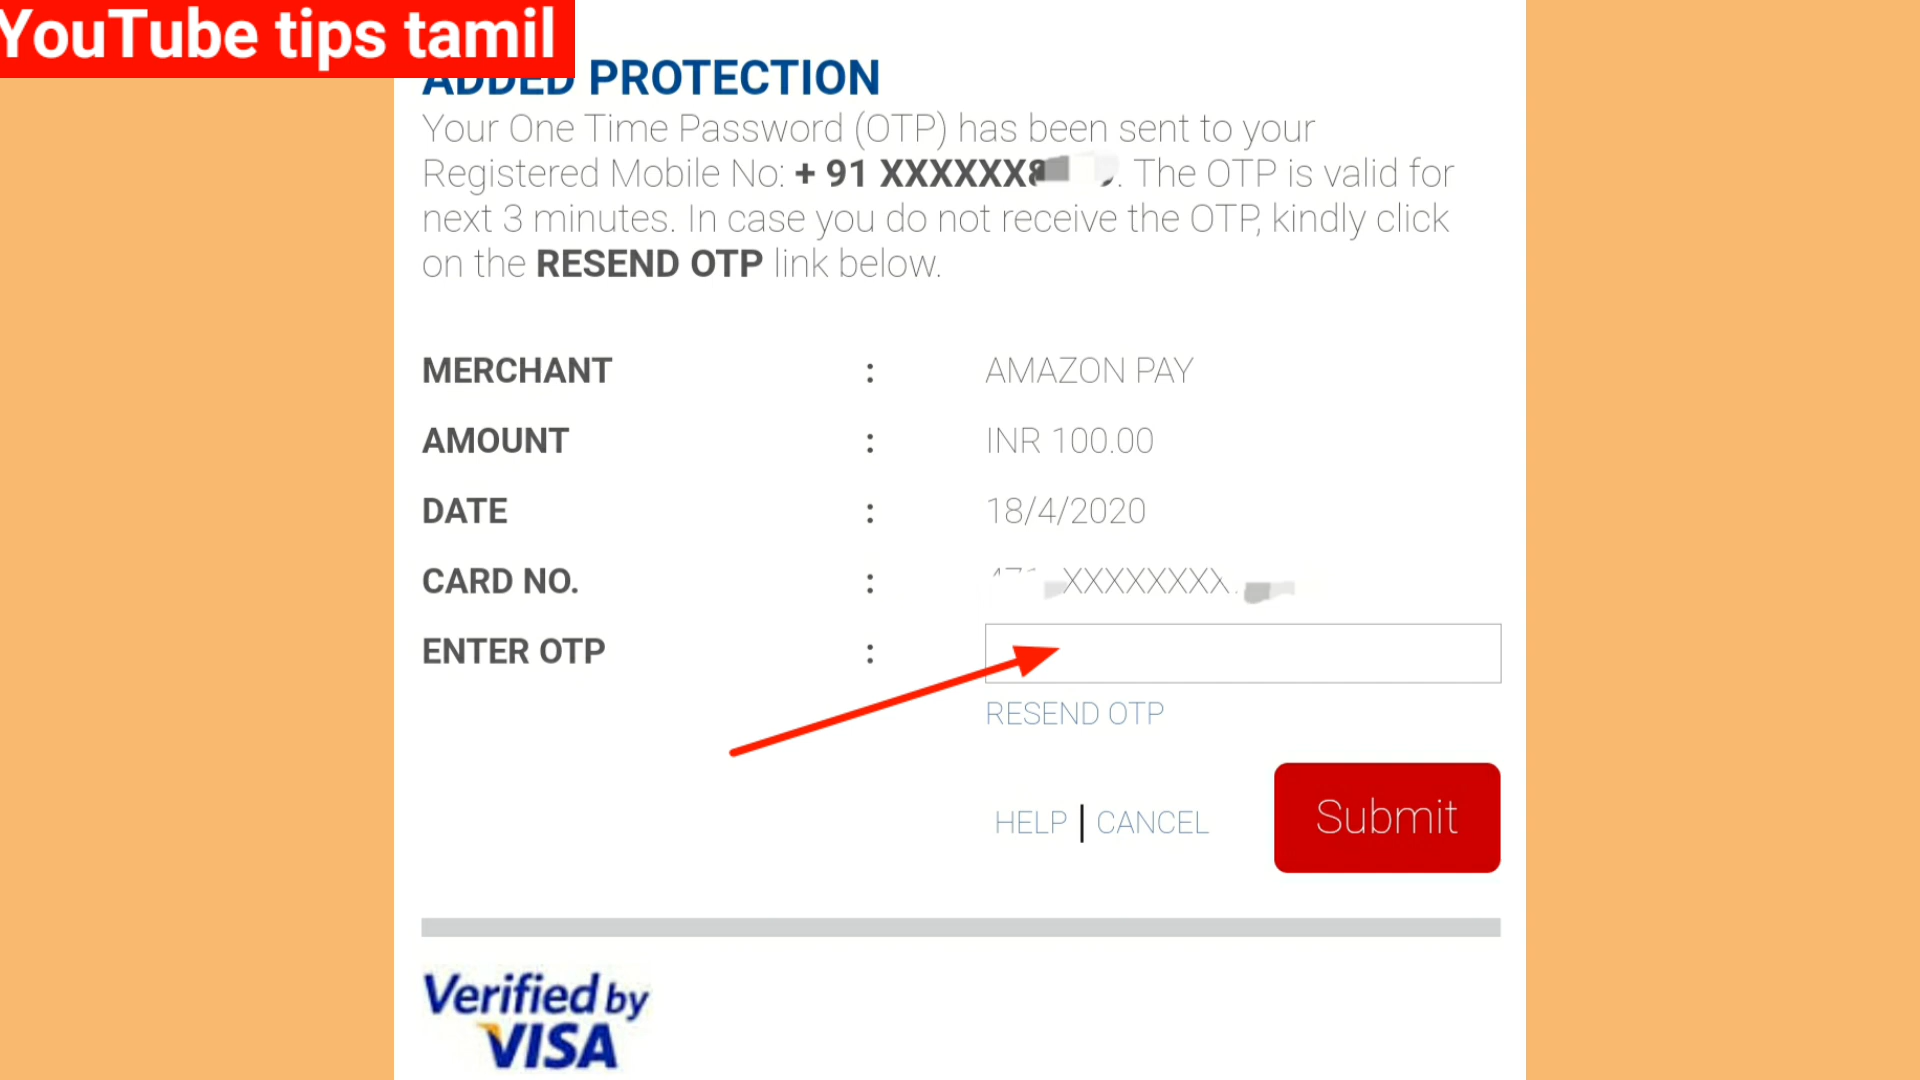 YouTube tips tamil
ADDED PROTECTION
Your One Time Password (OTP) has been sent to your
Registered Mobile No: + 91 XXXXXX8. The OTP is valid for
next 3 minutes. In case you do not receive the OTP, kindly click
on the RESEND OTP link below.
MERCHANT : AMAZON PAY
AMOUNT : INR 100.00
DATE : 18/4/2020
CARD NO. : XXXXXXXX
ENTER OTP :
RESEND OTP
HELP | CANCEL
Submit
Verified by
VISA